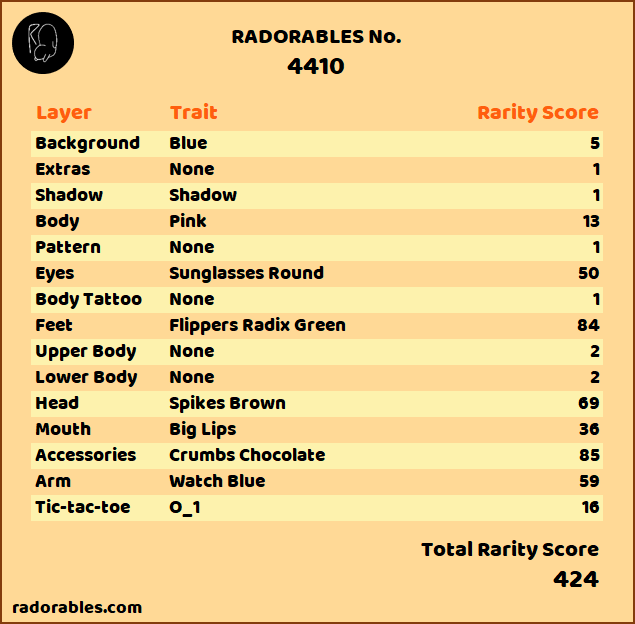 RADORABLES No.
4410
Layer Trait Rarity Score
Background Blue 5
Extras None 1
Shadow Shadow 1
Body Pink 13
Pattern None 1
Eyes Sunglasses Round 50
Body Tattoo None 1
Feet Flippers Radix Green 84
Upper Body None 2
Lower Body None 2
Head Spikes Brown 69
Mouth Big Lips 36
Accessories Crumbs Chocolate 85
Arm Watch Blue 59
Tic-tac-toe O_1 16
Total Rarity Score
424
radorables.com